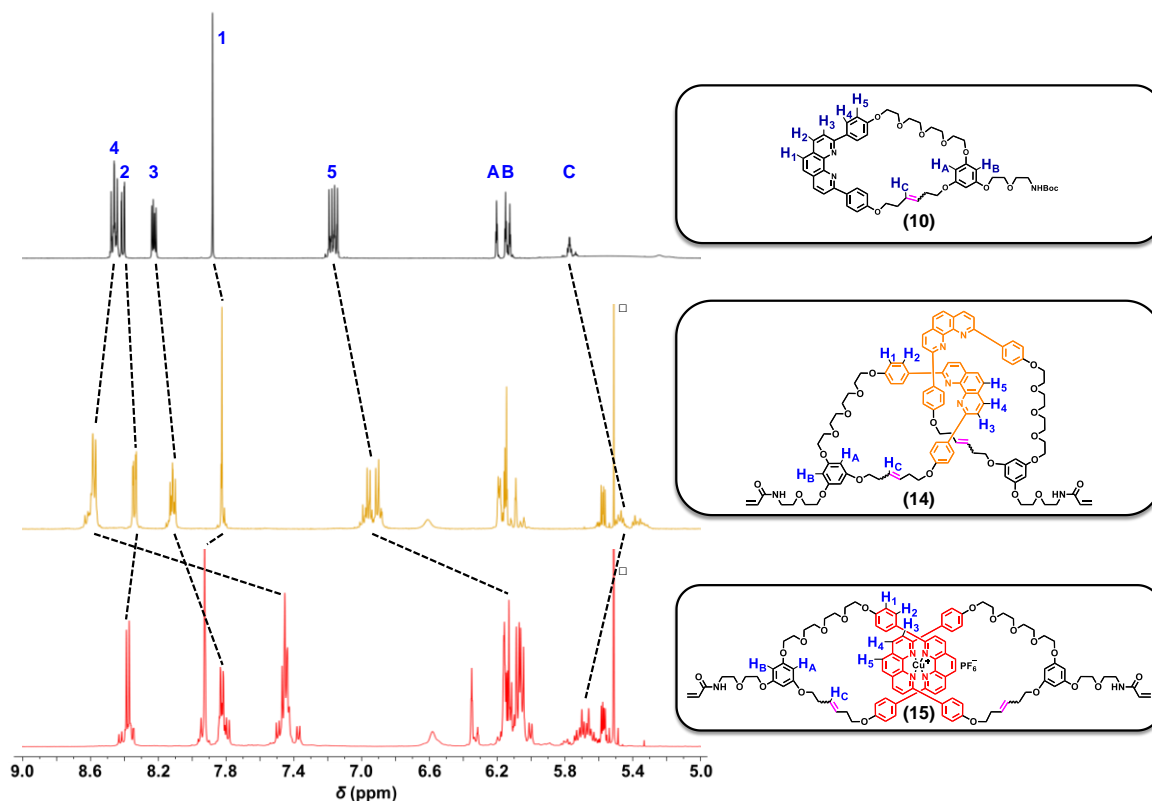 1
4
2
3
5
A
B
C
□
□
9.0 8.6 8.2 7.8 7.4 7.0 6.6 6.2 5.8 5.4 5.0
δ (ppm)
H5
H4
H3
H2
H1
O O O O O
N
N
HA
HB
HC
O O
O O NHBoc
(10)
N
N
H1
H2
O
N
N
H5
H4
H3
O
O
O
O
O
O
O
O
O
O
HA
HB
HC
O O O
O O O
O NH O O
O O NH O
(14)
H1
H2
H3
H4
H5
O O O O O
O O O O O
N N
N N
Cu+
PF6−
HB
HA
HC
O NH O O
O O NH O
O O O O
(15)